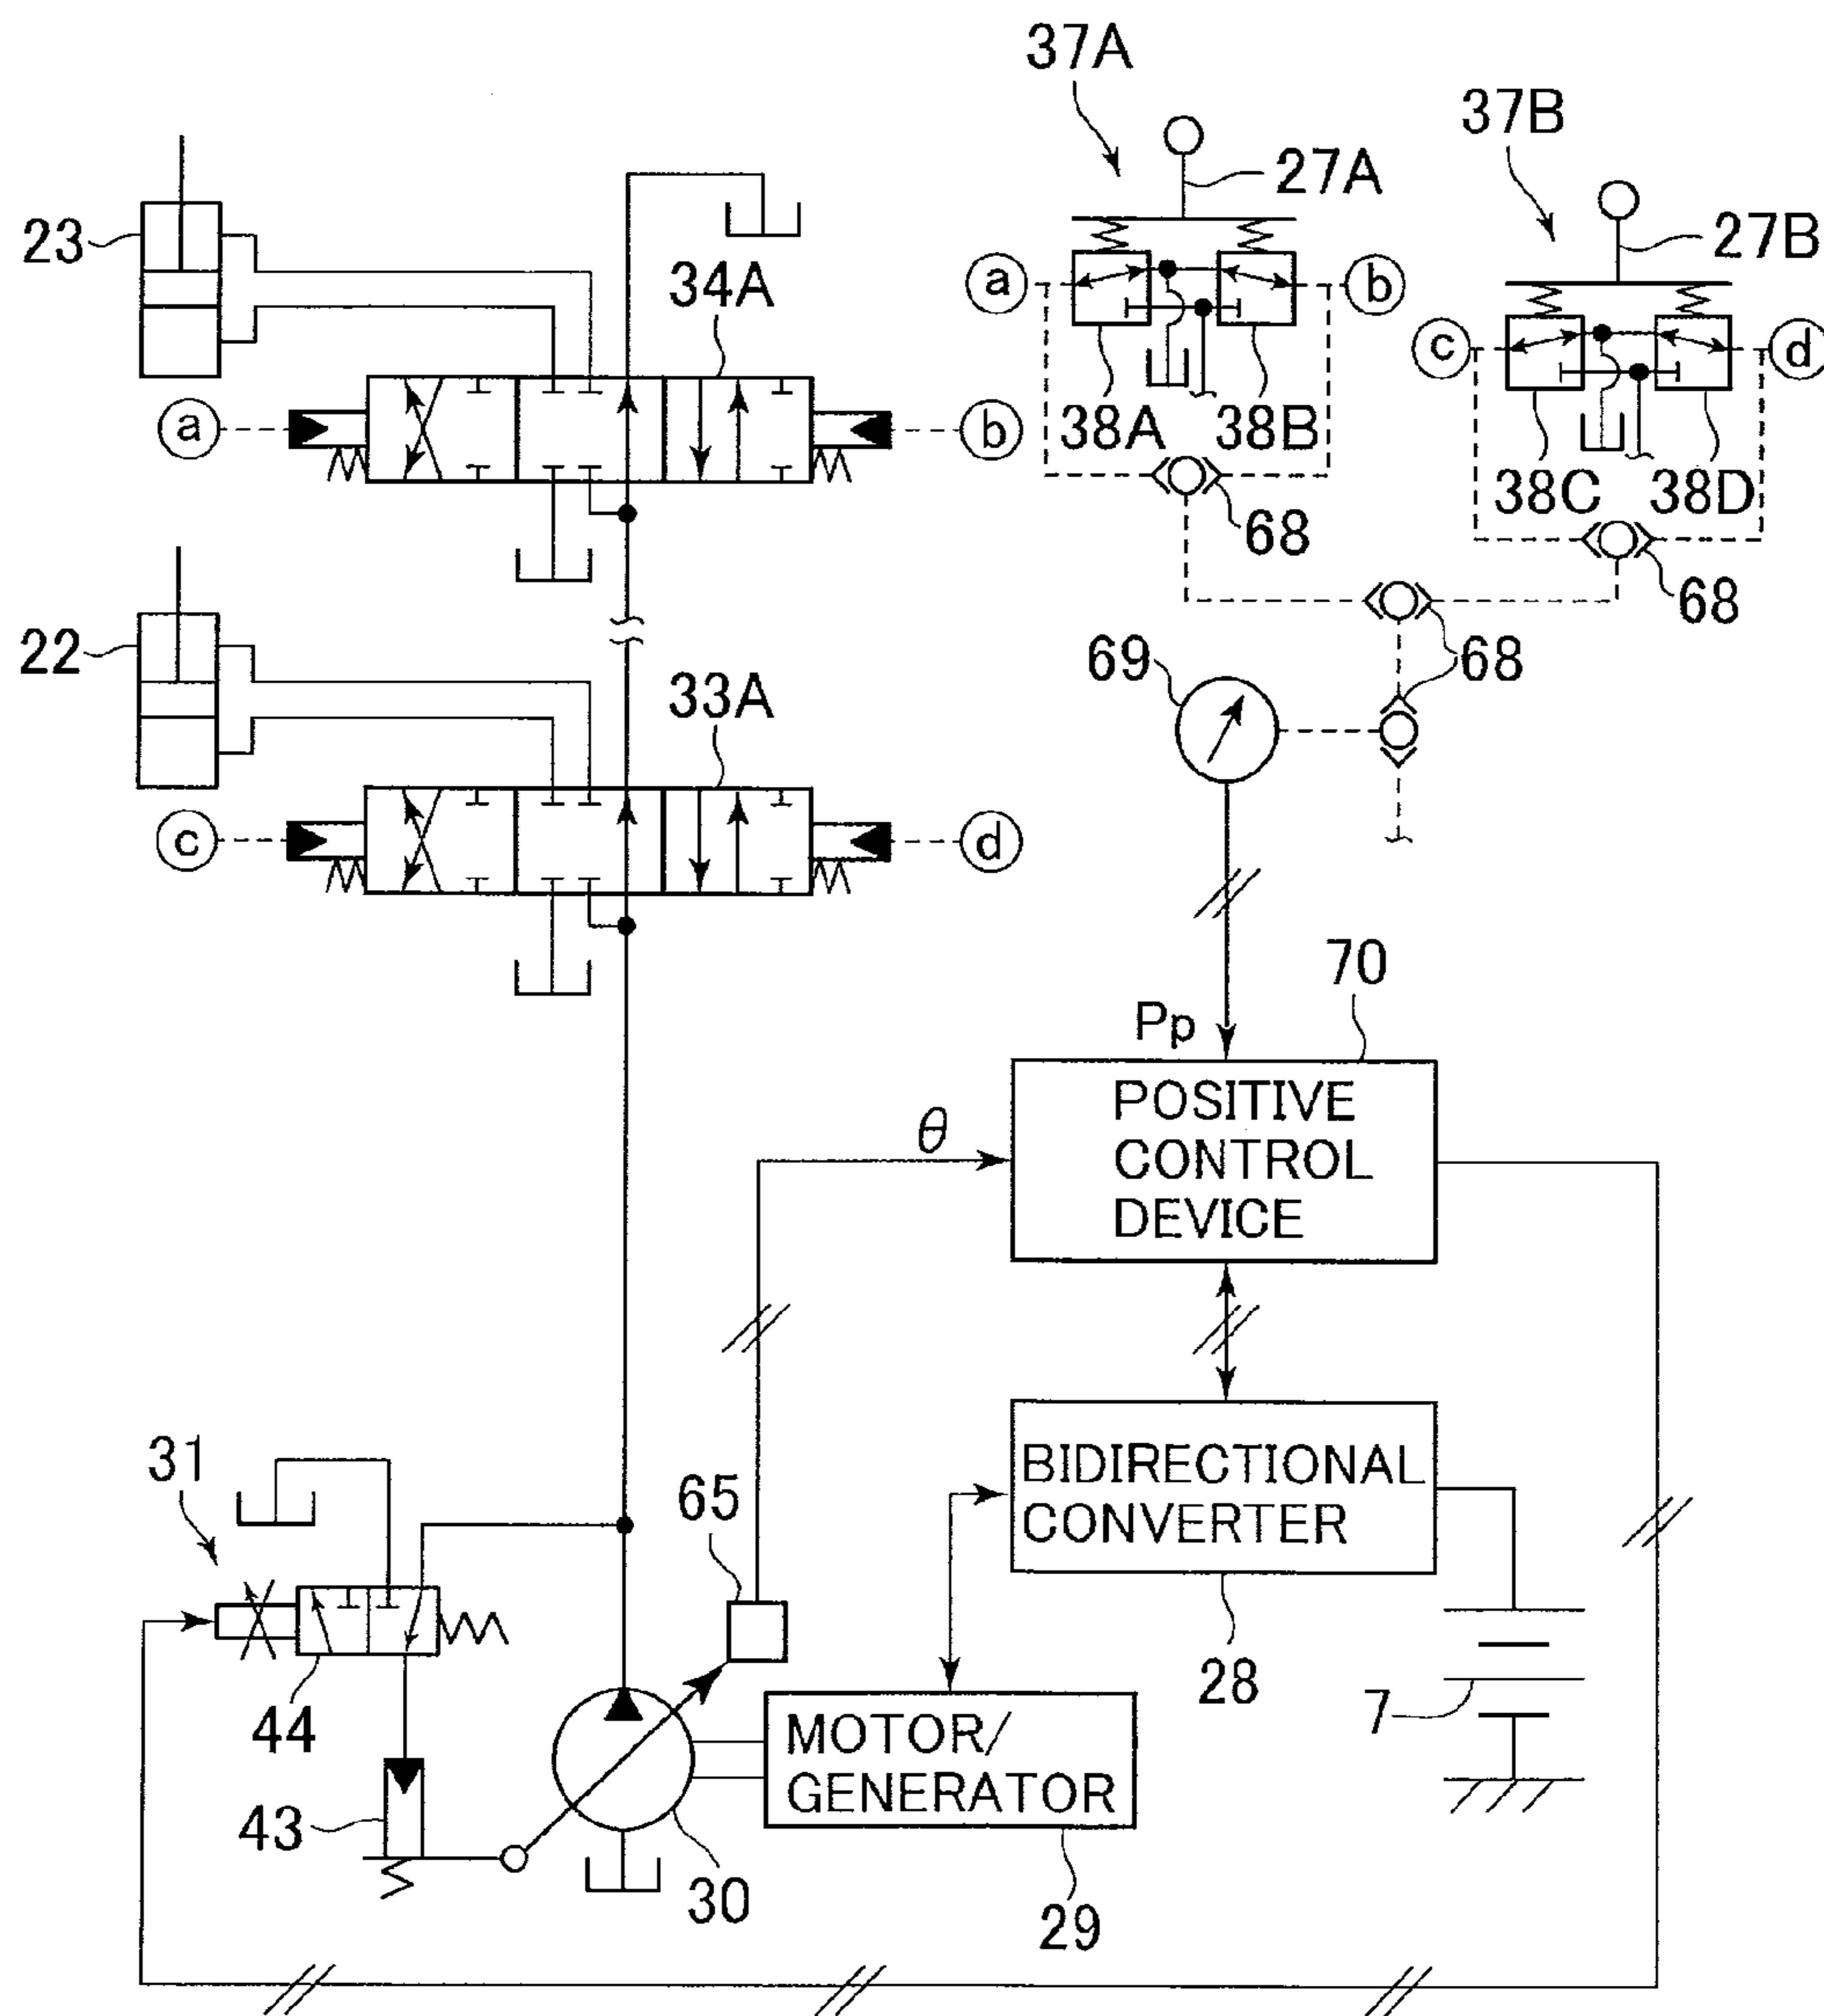 37A
37B
27A
23
27B
34A
a
b
c
d
a
b
38A
38B
38C
38D
68
68
22
69
68
33A
c
d
70
Pp
POSITIVE
CONTROL
DEVICE
θ
31
65
BIDIRECTIONAL
CONVERTER
28
7
44
MOTOR/
GENERATOR
43
30
29